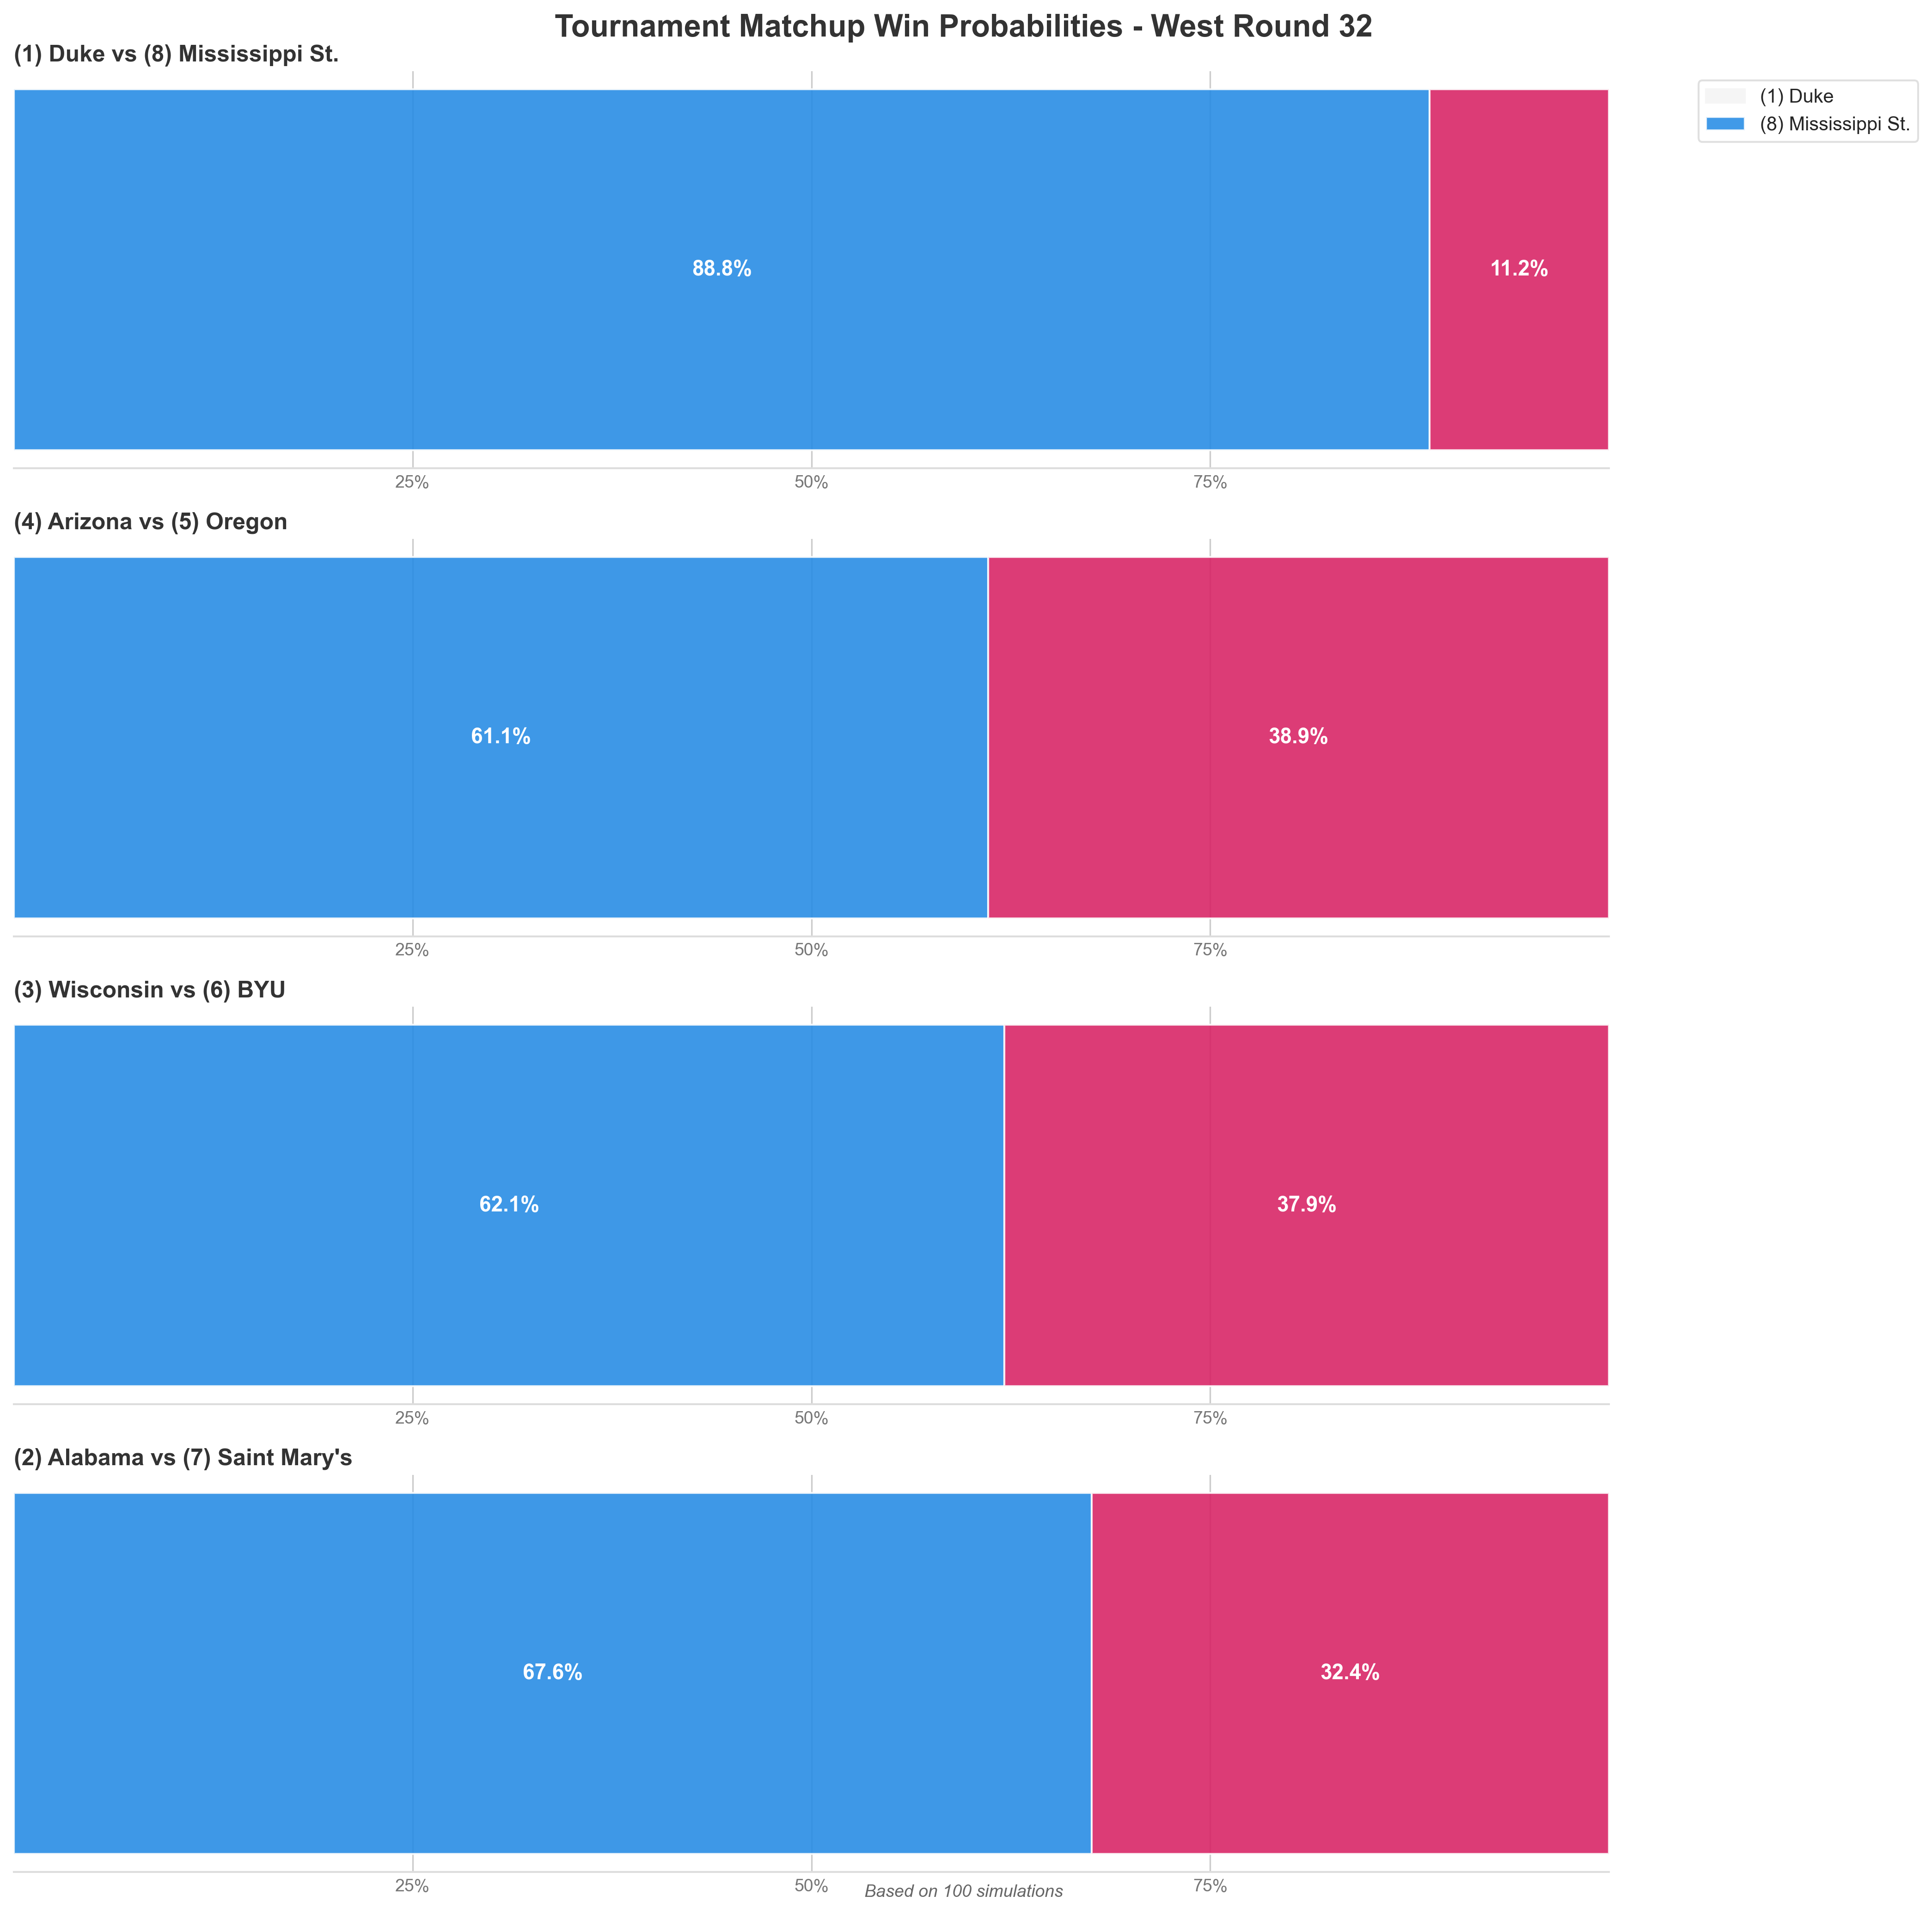 Tournament Matchup Win Probabilities - West Round 32
(1) Duke vs (8) Mississippi St.
(1) Duke
(8) Mississippi St.
88.8% 11.2%
25% 50% 75%
(4) Arizona vs (5) Oregon
61.1% 38.9%
25% 50% 75%
(3) Wisconsin vs (6) BYU
62.1% 37.9%
25% 50% 75%
(2) Alabama vs (7) Saint Mary's
67.6% 32.4%
25% 50% 75%
Based on 100 simulations